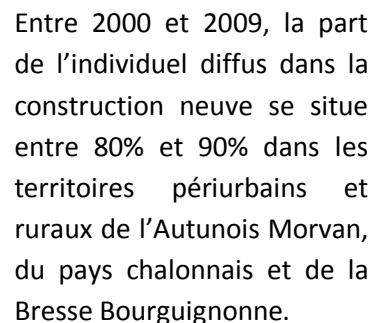 Entre 2000 et 2009, la part
de l’individuel diffus dans la
construction neuve se situe
entre 80% et 90% dans les
territoires périurbains et
ruraux de l’Autunois Morvan,
du pays chalonnais et de la
Bresse Bourguignonne.